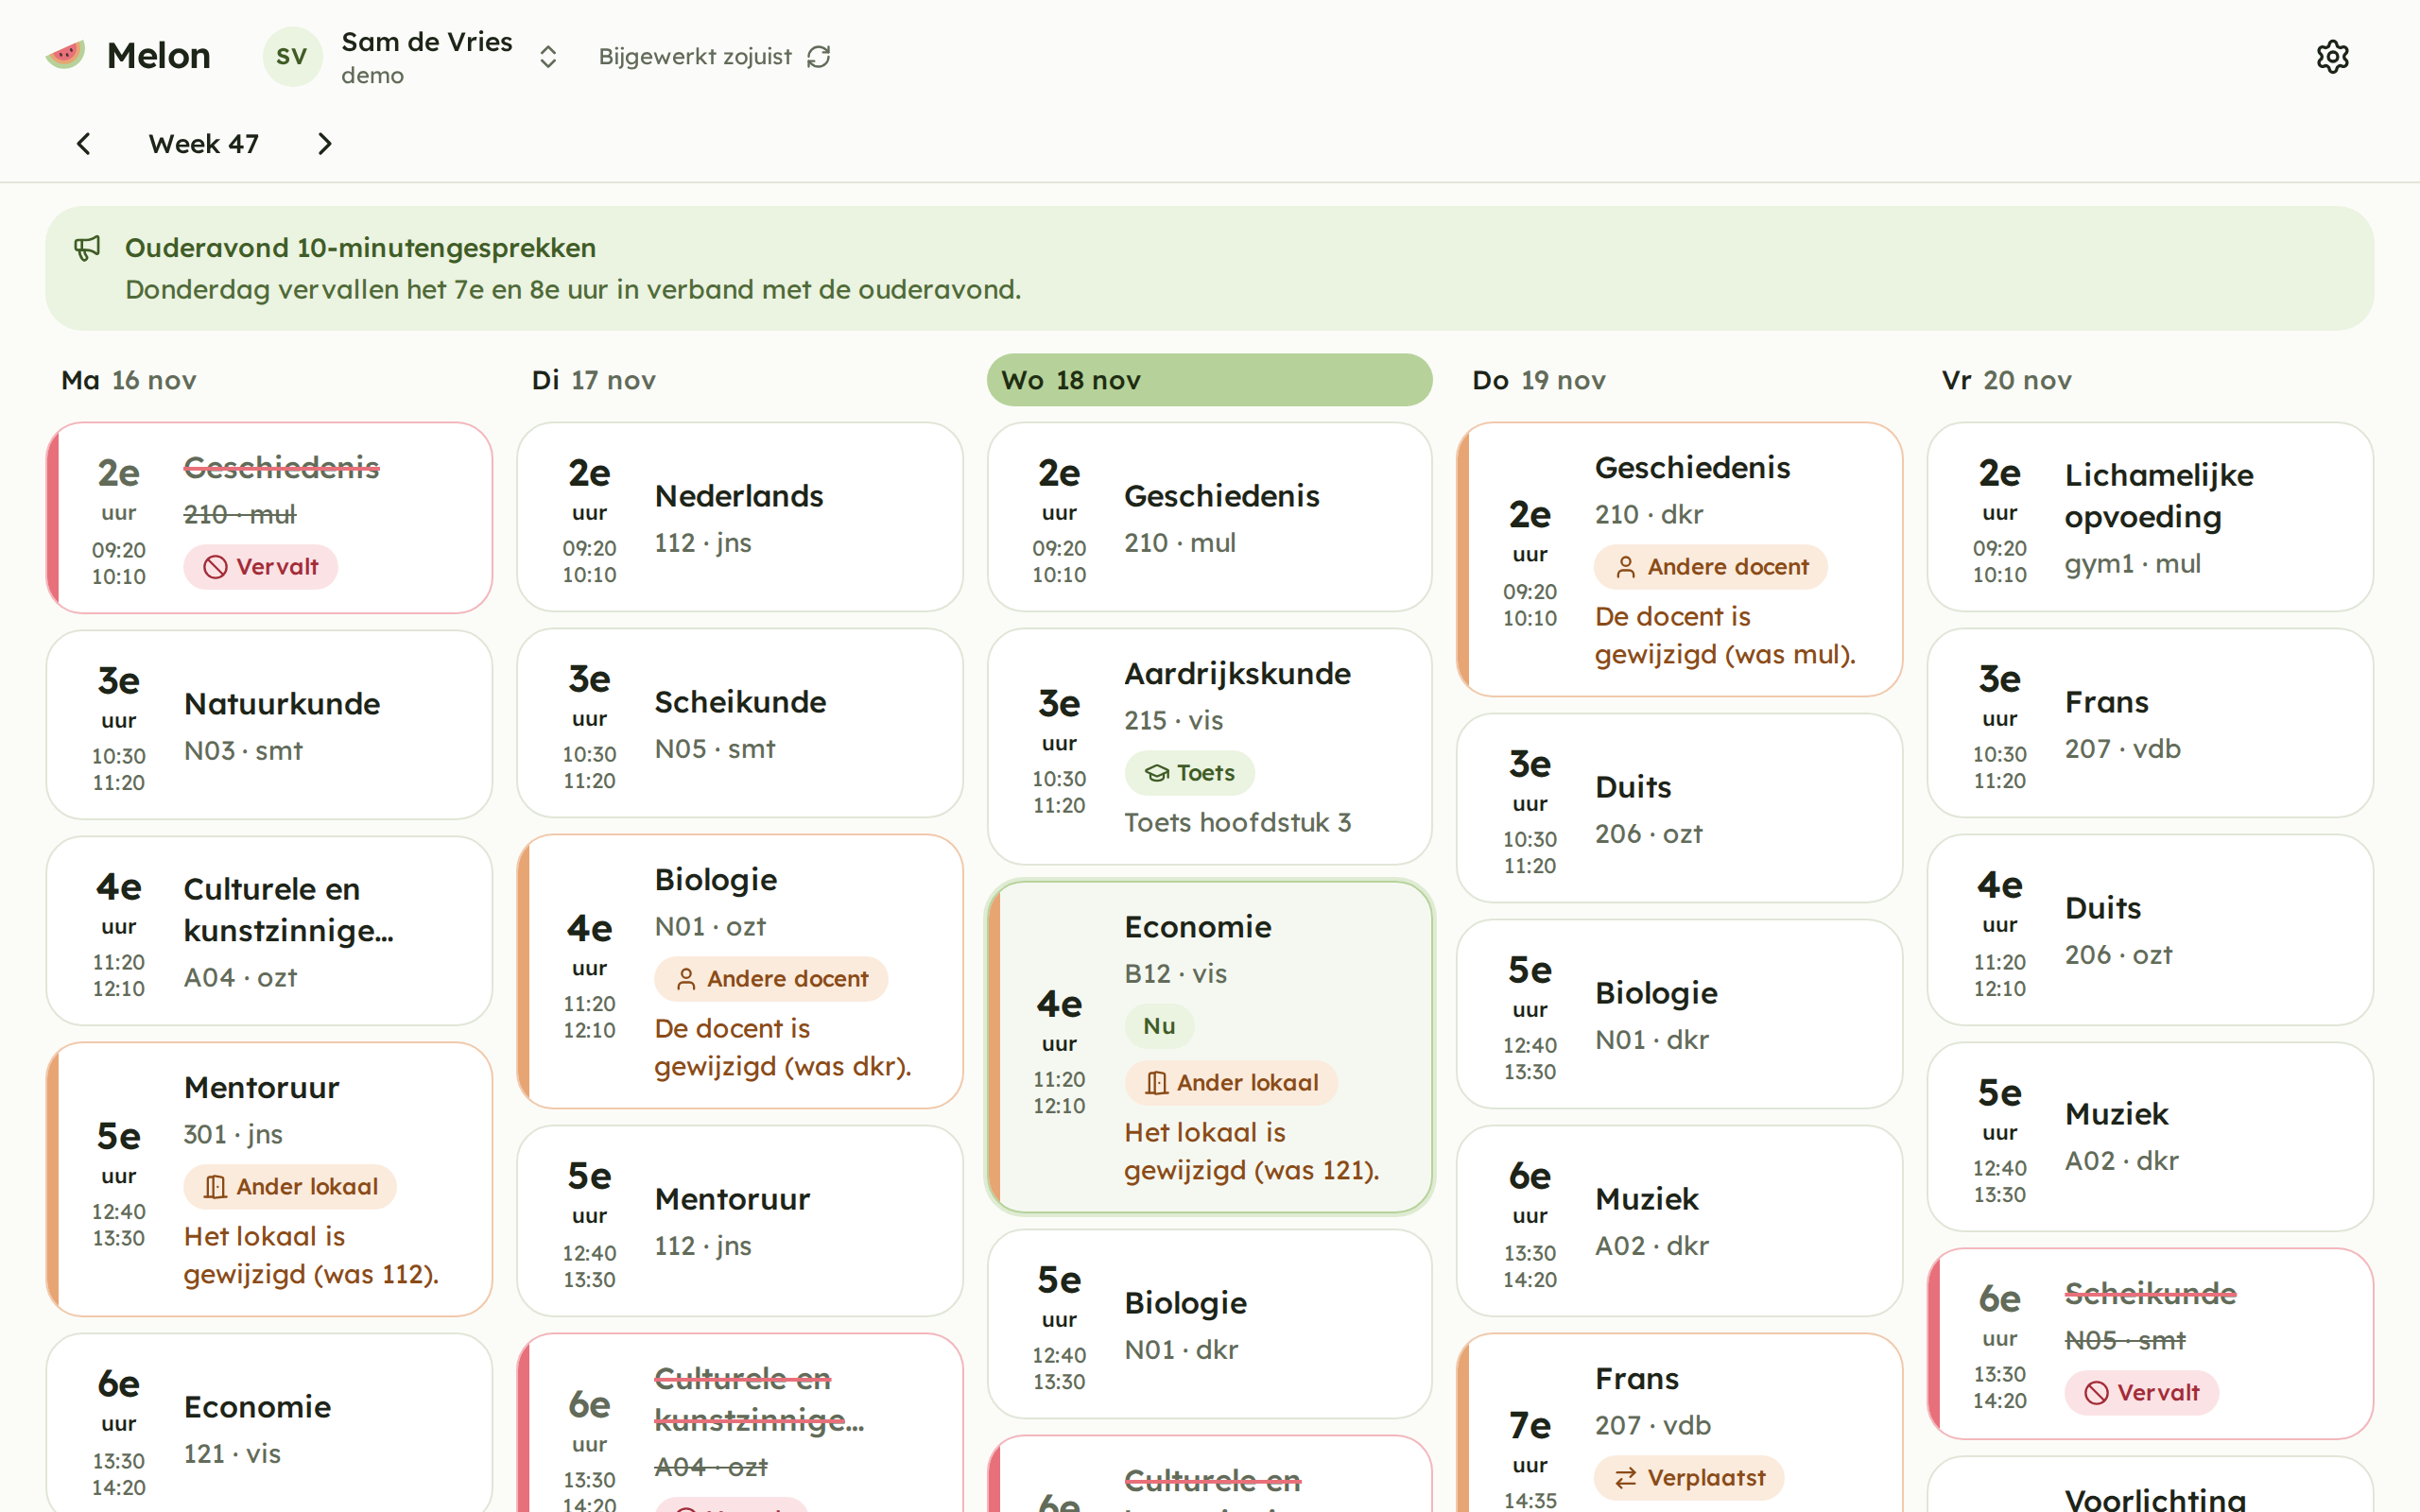 Melon
SV
Sam de Vries
demo
Bijgewerkt zojuist
Week 47
Ouderavond 10-minutengesprekken
Donderdag vervallen het 7e en 8e uur in verband met de ouderavond.
Ma 16 nov
2e
uur
09:20
10:10
Geschiedenis
210 · mul
Vervalt
3e
uur
10:30
11:20
Natuurkunde
N03 · smt
4e
uur
11:20
12:10
Culturele en
kunstzinnige...
A04 · ozt
5e
uur
12:40
13:30
Mentoruur
301 · jns
Ander lokaal
Het lokaal is
gewijzigd (was 112).
6e
uur
13:30
14:20
Economie
121 · vis
Di 17 nov
2e
uur
09:20
10:10
Nederlands
112 · jns
3e
uur
10:30
11:20
Scheikunde
N05 · smt
4e
uur
11:20
12:10
Biologie
N01 · ozt
Andere docent
De docent is
gewijzigd (was dkr).
5e
uur
12:40
13:30
Mentoruur
112 · jns
6e
uur
13:30
14:20
Culturele en
kunstzinnige...
A04 · ozt
Wo 18 nov
2e
uur
09:20
10:10
Geschiedenis
210 · mul
3e
uur
10:30
11:20
Aardrijkskunde
215 · vis
Toets
Toets hoofdstuk 3
4e
uur
11:20
12:10
Economie
B12 · vis
Nu
Ander lokaal
Het lokaal is
gewijzigd (was 121).
5e
uur
12:40
13:30
Biologie
N01 · dkr
6e
Culturele en
Do 19 nov
2e
uur
09:20
10:10
Geschiedenis
210 · dkr
Andere docent
De docent is
gewijzigd (was mul).
3e
uur
10:30
11:20
Duits
206 · ozt
5e
uur
12:40
13:30
Biologie
N01 · dkr
6e
uur
13:30
14:20
Muziek
A02 · dkr
7e
uur
14:35
Frans
207 · vdb
Verplaatst
Vr 20 nov
2e
uur
09:20
10:10
Lichamelijke
opvoeding
gym1 · mul
3e
uur
10:30
11:20
Frans
207 · vdb
4e
uur
11:20
12:10
Duits
206 · ozt
5e
uur
12:40
13:30
Muziek
A02 · dkr
6e
uur
13:30
14:20
Scheikunde
N05 · smt
Vervalt
Voorlichting